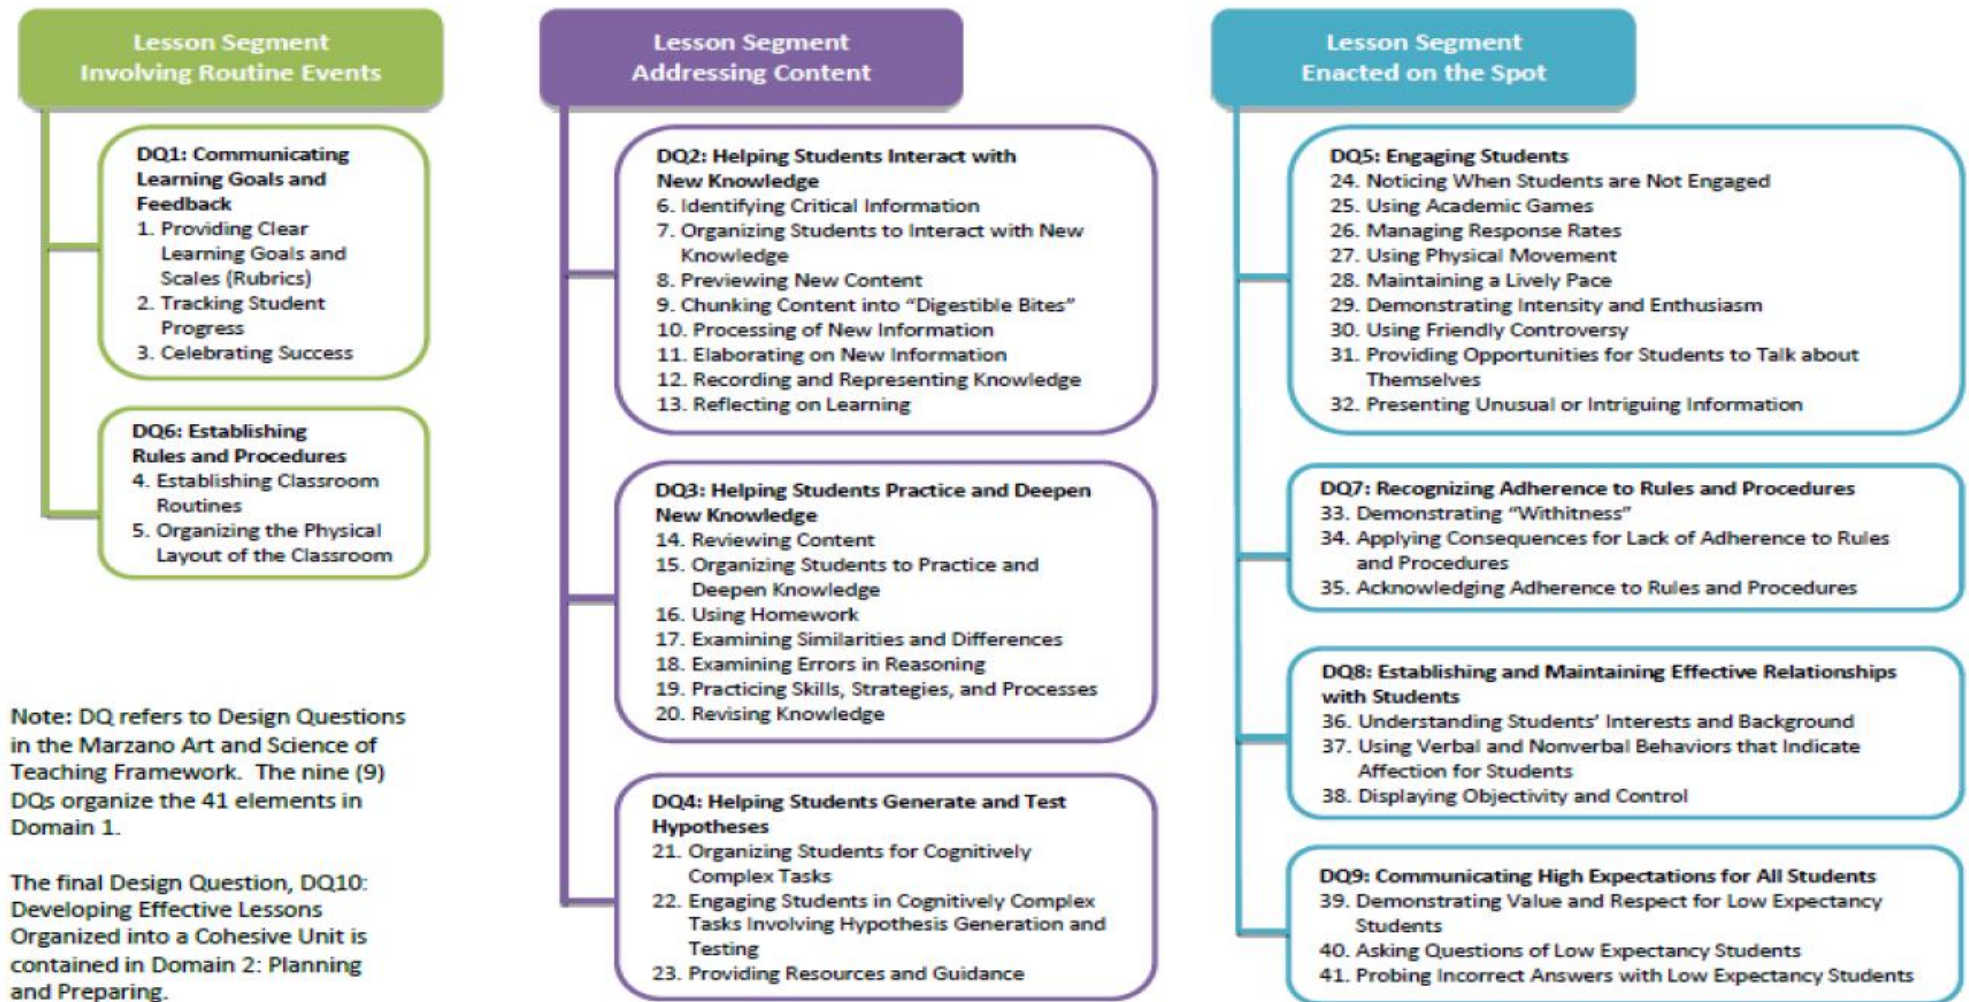 Lesson Segment
Involving Routine Events
DQ1: Communicating
Learning Goals and
Feedback
1. Providing Clear
Learning Goals and
Scales (Rubrics)
2. Tracking Student
Progress
3. Celebrating Success
DQ6: Establishing
Rules and Procedures
4. Establishing Classroom
Routines
5. Organizing the Physical
Layout of the Classroom
Note: DQ refers to Design Questions
in the Marzano Art and Science of
Teaching Framework. The nine (9)
DQs organize the 41 elements in
Domain 1.
The final Design Question, DQ10:
Developing Effective Lessons
Organized into a Cohesive Unit is
contained in Domain 2: Planning
and Preparing.
Lesson Segment
Addressing Content
DQ2: Helping Students Interact with
New Knowledge
6. Identifying Critical Information
7. Organizing Students to Interact with New
Knowledge
8. Previewing New Content
9. Chunking Content into “Digestible Bites”
10. Processing of New Information
11. Elaborating on New Information
12. Recording and Representing Knowledge
13. Reflecting on Learning
DQ3: Helping Students Practice and Deepen
New Knowledge
14. Reviewing Content
15. Organizing Students to Practice and
Deepen Knowledge
16. Using Homework
17. Examining Similarities and Differences
18. Examining Errors in Reasoning
19. Practicing Skills, Strategies, and Processes
20. Revising Knowledge
DQ4: Helping Students Generate and Test
Hypotheses
21. Organizing Students for Cognitively
Complex Tasks
22. Engaging Students in Cognitively Complex
Tasks Involving Hypothesis Generation and
Testing
23. Providing Resources and Guidance
Lesson Segment
Enacted on the Spot
DQ5: Engaging Students
24. Noticing When Students are Not Engaged
25. Using Academic Games
26. Managing Response Rates
27. Using Physical Movement
28. Maintaining a Lively Pace
29. Demonstrating Intensity and Enthusiasm
30. Using Friendly Controversy
31. Providing Opportunities for Students to Talk about
Themselves
32. Presenting Unusual or Intriguing Information
DQ7: Recognizing Adherence to Rules and Procedures
33. Demonstrating “Withitness”
34. Applying Consequences for Lack of Adherence to Rules
and Procedures
35. Acknowledging Adherence to Rules and Procedures
DQ8: Establishing and Maintaining Effective Relationships
with Students
36. Understanding Students’ Interests and Background
37. Using Verbal and Nonverbal Behaviors that Indicate
Affection for Students
38. Displaying Objectivity and Control
DQ9: Communicating High Expectations for All Students
39. Demonstrating Value and Respect for Low Expectancy
Students
40. Asking Questions of Low Expectancy Students
41. Probing Incorrect Answers with Low Expectancy Students